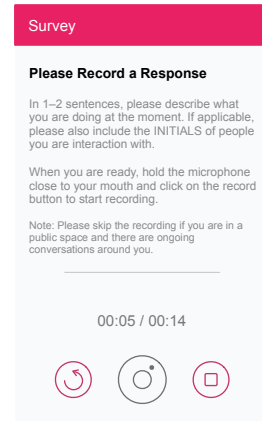 Survey
Please Record a Response
In 1–2 sentences, please describe what
you are doing at the moment. If applicable,
please also include the INITIALS of people
you are interaction with.
When you are ready, hold the microphone
close to your mouth and click on the record
button to start recording.
Note: Please skip the recording if you are in a
public space and there are ongoing
conversations around you.
00:05 / 00:14